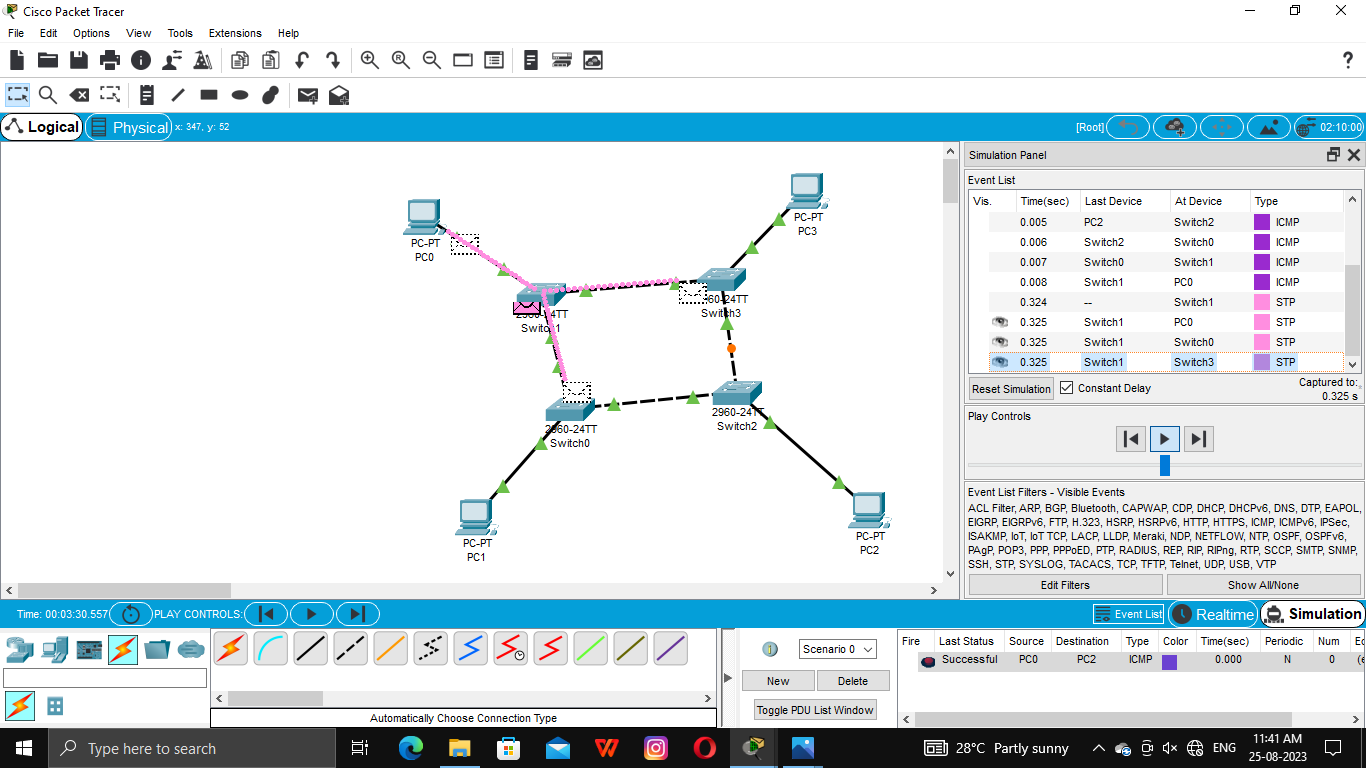 Cisco Packet Tracer
File Edit Options View Tools Extensions Help
Logical Physical x: 347, y: 52 [Root] 02:10:00
PC-PT
PC0
PC-PT
PC3
2960-24TT
Switch1
60-24TT
Switch3
2960-24TT
Switch0
2960-24TT
Switch2
PC-PT
PC1
PC-PT
PC2
Simulation Panel
Event List
Vis. Time(sec) Last Device At Device Type
0.005 PC2 Switch2 ICMP
0.006 Switch2 Switch0 ICMP
0.007 Switch0 Switch1 ICMP
0.008 Switch1 PC0 ICMP
0.324 -- Switch1 STP
0.325 Switch1 PC0 STP
0.325 Switch1 Switch0 STP
0.325 Switch1 Switch3 STP
Reset Simulation Constant Delay Captured to:
0.325 s
Play Controls
Event List Filters - Visible Events
ACL Filter, ARP, BGP, Bluetooth, CAPWAP, CDP, DHCP, DHCPv6, DNS, DTP, EAPOL,
EIGRP, EIGRPv6, FTP, H.323, HSRP, HSRPv6, HTTP, HTTPS, ICMP, ICMPv6, IPSec,
ISAKMP, IoT, IoT TCP, LACP, LLDP, Meraki, NDP, NETFLOW, NTP, OSPF, OSPFv6,
PAgP, POP3, PPP, PPPoED, PTP, RADIUS, REP, RIP, RIPng, RTP, SCCP, SMTP, SNMP,
SSH, STP, SYSLOG, TACACS, TCP, TFTP, Telnet, UDP, USB, VTP
Edit Filters Show All/None
Time: 00:03:30.557 PLAY CONTROLS: Event List Realtime Simulation
Automatically Choose Connection Type
Scenario 0
New Delete
Toggle PDU List Window
Fire Last Status Source Destination Type Color Time(sec) Periodic Num Ec
Successful PC0 PC2 ICMP 0.000 N 0 (e
Type here to search
28°C Partly sunny
ENG
11:41 AM
25-08-2023